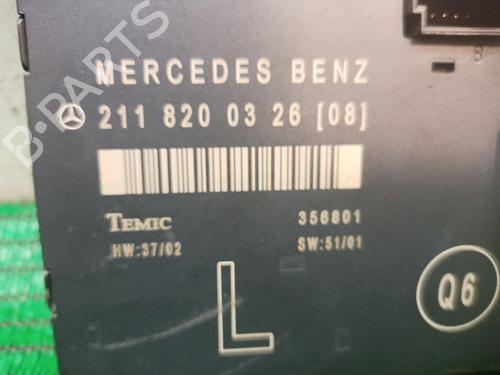 MERCEDES BENZ
211 820 03 26 [08]
TEMIC 356801
HW:37/02 SW:51/01
L
Q6
B-PARTS